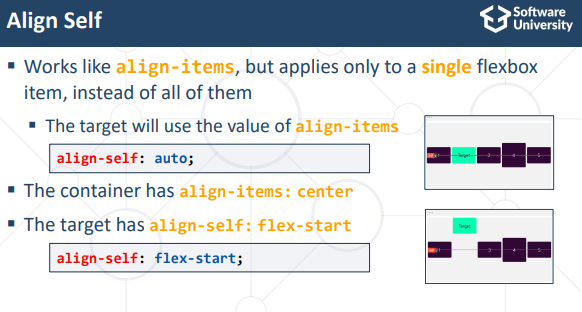 Align Self
Software
University
▪ Works like align-items, but applies only to a single flexbox
item, instead of all of them
▪ The target will use the value of align-items
align-self: auto;
▪ The container has align-items: center
▪ The target has align-self: flex-start
align-self: flex-start;
Target
3
4
5
Target
3
4
5